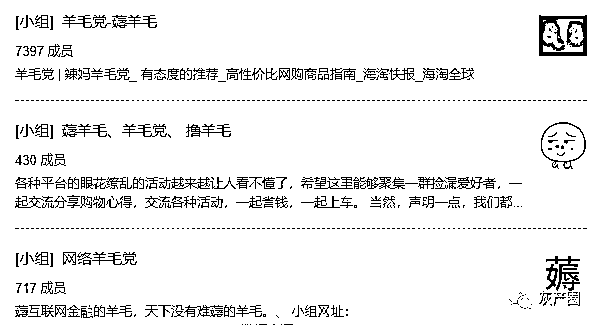 [小组] 羊毛党-薅羊毛
7397 成员
羊毛党 | 辣妈羊毛党_ 有态度的推荐_高性价比网购商品指南_海淘快报_海淘全球
[小组] 薅羊毛、羊毛党、 撸羊毛
430 成员
各种平台的眼花缭乱的活动越来越让人看不懂了，希望这里能够聚集一群捡漏爱好者，一
起交流分享购物心得，交流各种活动，一起省钱，一起上车。 当然，声明一点，我们都...
[小组] 网络羊毛党
薅
717 成员
灰产圈
薅互联网金融的羊毛，天下没有难薅的羊毛。、 小组网址：